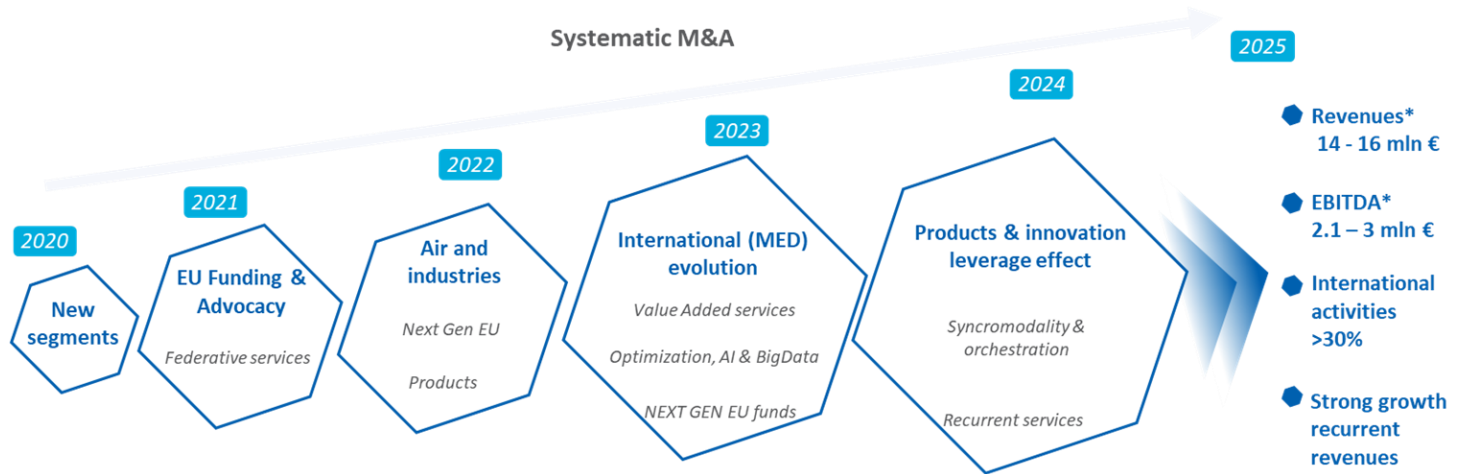 Systematic M&A
2020
New
segments
2021
EU Funding &
Advocacy
Federative services
2022
Air and
industries
Next Gen EU
Products
2023
International (MED)
evolution
Value Added services
Optimization, AI & BigData
NEXT GEN EU funds
2024
Products & innovation
leverage effect
Syncromodality &
orchestration
Recurrent services
2025
Revenues*
14 - 16 mln €
EBITDA*
2.1 – 3 mln €
International
activities
>30%
Strong growth
recurrent
revenues